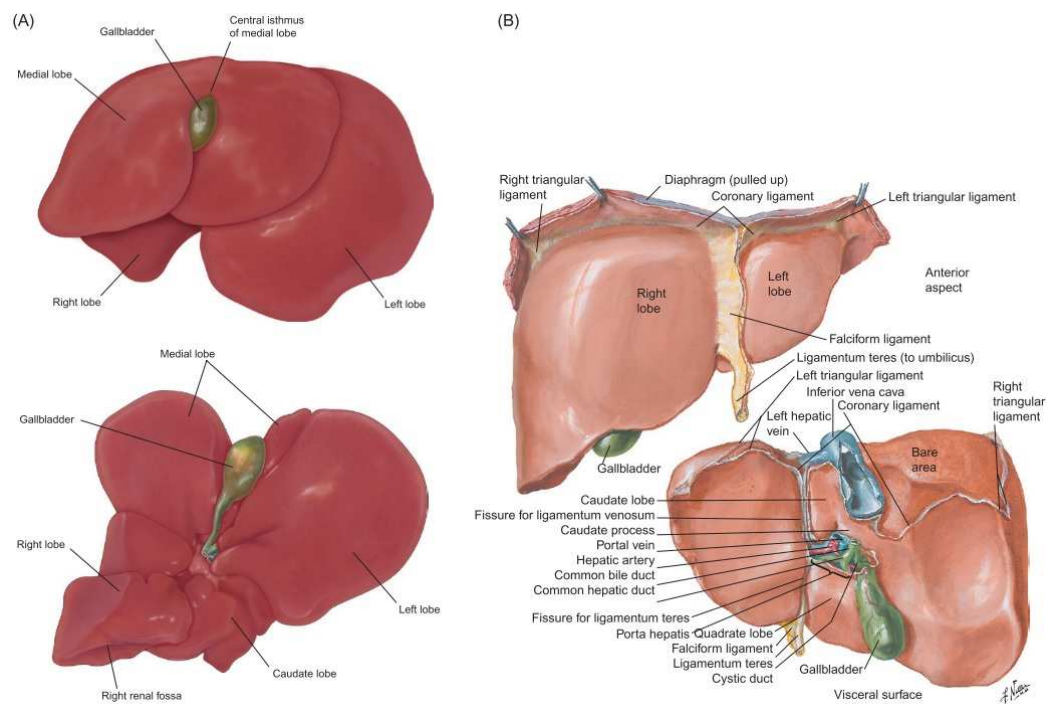 (A)
Gallbladder
Central isthmus
of medial lobe
Medial lobe
Right lobe
Left lobe
Medial lobe
Gallbladder
Right lobe
Left lobe
Caudate lobe
Right renal fossa
(B)
Right triangular
ligament
Diaphragm (pulled up)
Coronary ligament
Left triangular ligament
Right
lobe
Left
lobe
Anterior
aspect
Falciform ligament
Ligamentum teres (to umbilicus)
Left triangular ligament
Inferior vena cava
Coronary ligament
Right
triangular
ligament
Left hepatic
vein
Gallbladder
Bare
area
Caudate lobe
Fissure for ligamentum venosum
Caudate process
Portal vein
Hepatic artery
Common bile duct
Common hepatic duct
Fissure for ligamentum teres
Porta hepatis
Quadrate lobe
Falciform ligament
Ligamentum teres
Cystic duct
Gallbladder
Visceral surface